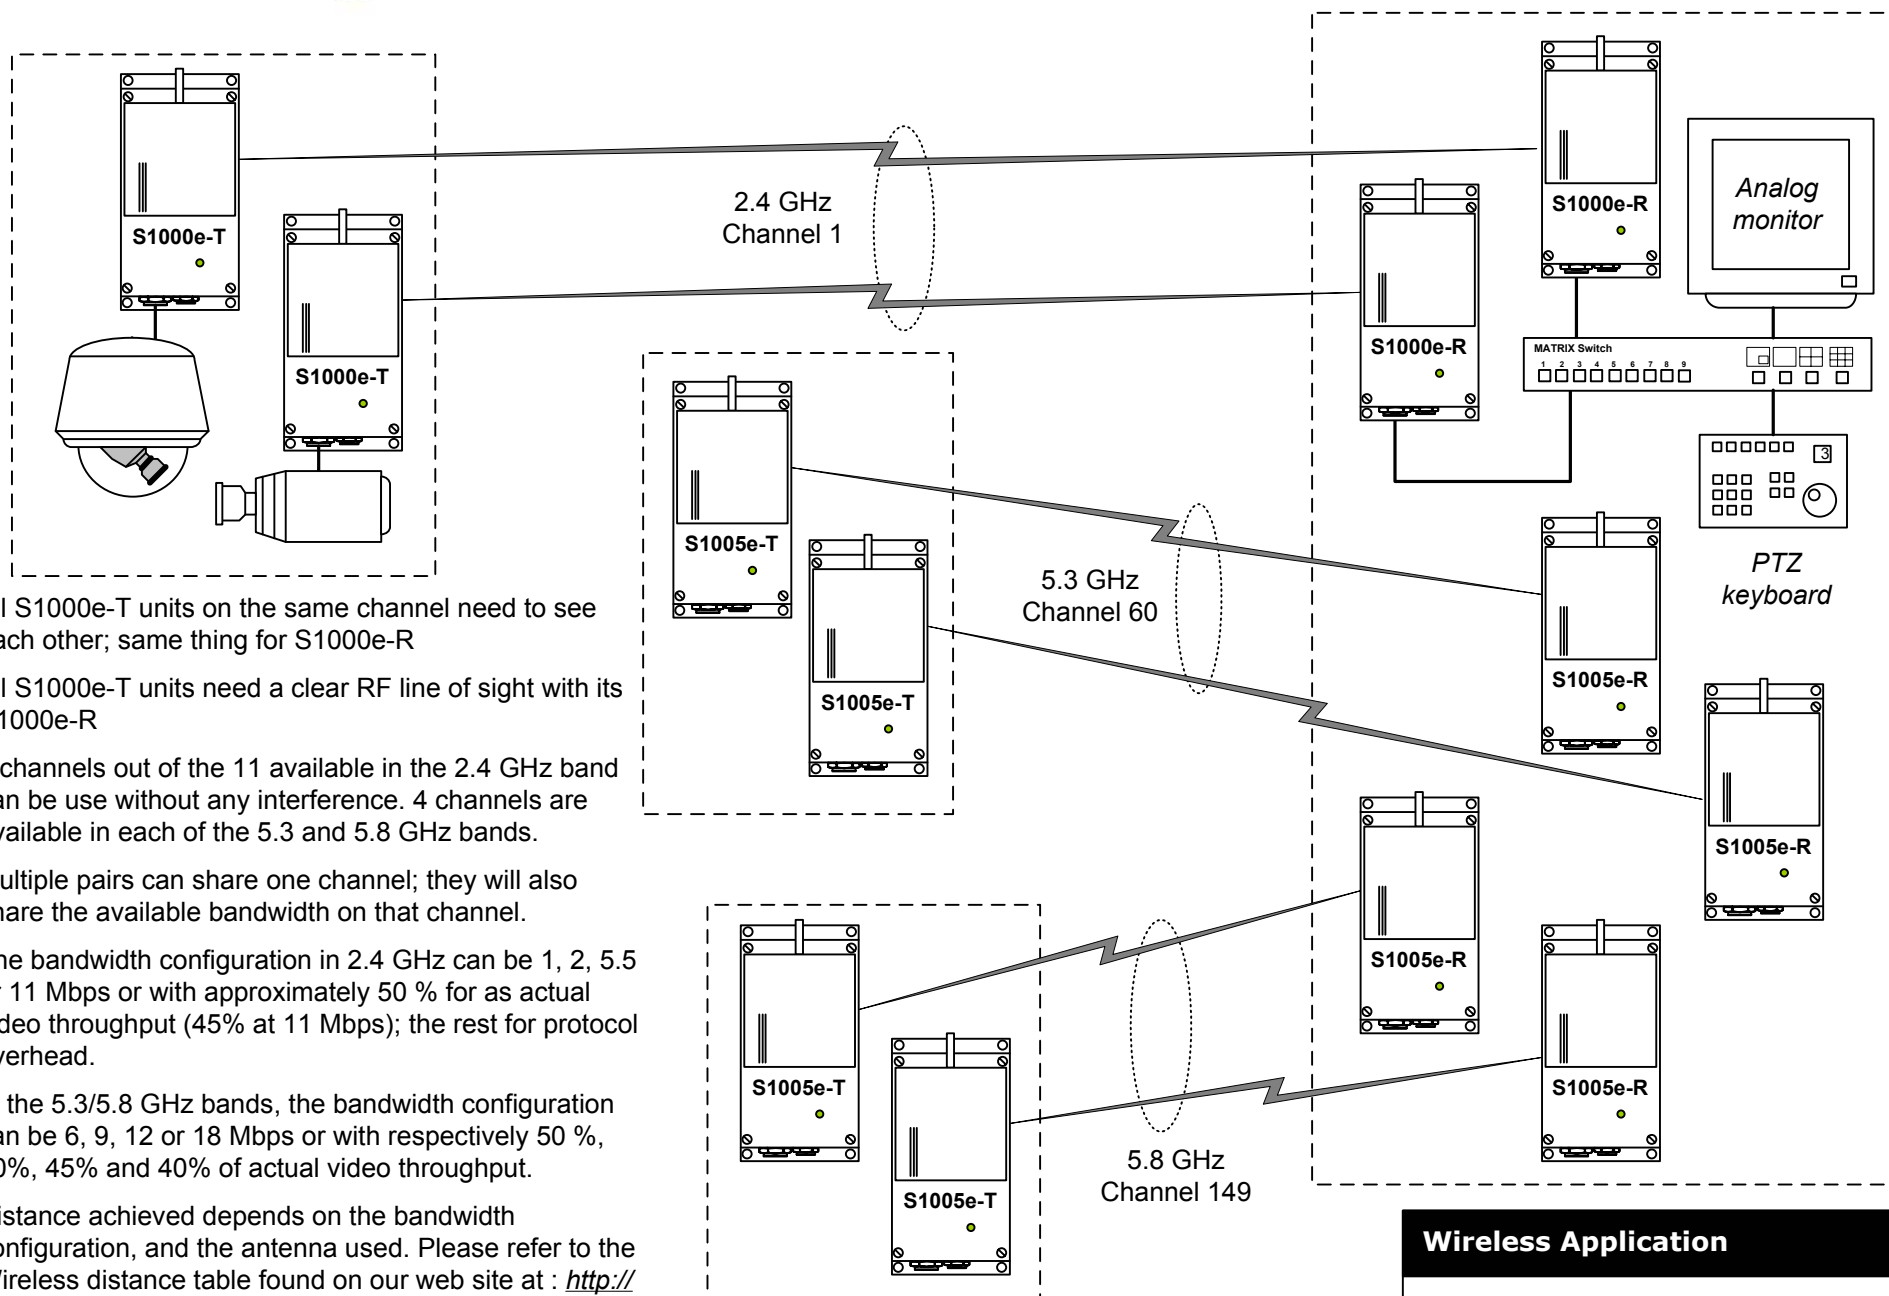 S1000e-T
S1000e-T
2.4 GHz
Channel 1
S1000e-R
S1000e-R
Analog
monitor
MATRIX Switch
1 2 3 4 5 6 7 8 9
3
PTZ
keyboard
S1005e-T
S1005e-T
5.3 GHz
Channel 60
S1005e-R
S1005e-R
l S1000e-T units on the same channel need to see
ach other; same thing for S1000e-R
l S1000e-T units need a clear RF line of sight with its
1000e-R
channels out of the 11 available in the 2.4 GHz band
an be use without any interference. 4 channels are
vailable in each of the 5.3 and 5.8 GHz bands.
ultiple pairs can share one channel; they will also
hare the available bandwidth on that channel.
he bandwidth configuration in 2.4 GHz can be 1, 2, 5.5
r 11 Mbps or with approximately 50 % for as actual
ideo throughput (45% at 11 Mbps); the rest for protocol
verhead.
the 5.3/5.8 GHz bands, the bandwidth configuration
an be 6, 9, 12 or 18 Mbps or with respectively 50 %,
0%, 45% and 40% of actual video throughput.
istance achieved depends on the bandwidth
onfiguration, and the antenna used. Please refer to the
ireless distance table found on our web site at : http://
S1005e-T
S1005e-T
5.8 GHz
Channel 149
S1005e-R
S1005e-R
Wireless Application